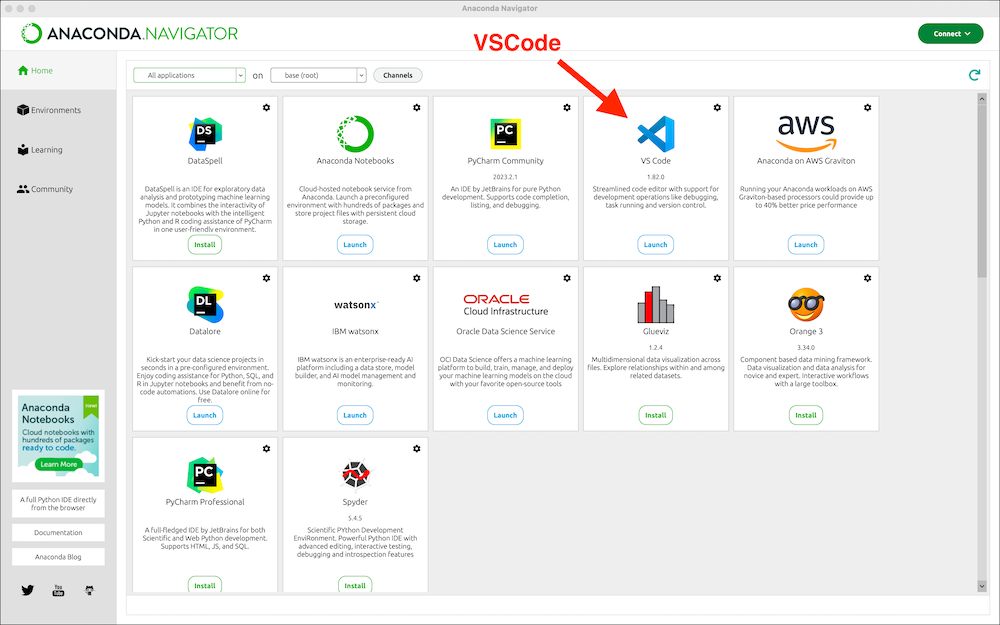 Anaconda Navigator
ANACONDA.NAVIGATOR
VSCode
Connect
Home
Environments
Learning
Community
All applications
on
base (root)
Channels
DS
DataSpell
DataSpell is an IDE for exploratory data
analysis and prototyping machine learning
models. It combines the interactivity of
Jupyter notebooks with the intelligent
Python and R coding assistance of PyCharm
in one user-friendly environment.
Install
Anaconda Notebooks
Cloud-hosted notebook service from
Anaconda. Launch a preconfigured
environment with hundreds of packages and
store project files with persistent cloud
storage.
Launch
PC
PyCharm Community
2023.2.1
An IDE by JetBrains for pure Python
development. Supports code completion,
listing, and debugging.
Launch
VS Code
1.82.0
Streamlined code editor with support for
development operations like debugging,
task running and version control.
Launch
aws
Anaconda on AWS Graviton
Running your Anaconda workloads on AWS
Graviton-based processors could provide up
to 40% better price performance
Launch
DL
Datalore
Kick-start your data science projects in
seconds in a pre-configured environment.
Enjoy coding assistance for Python, SQL, and
R in Jupyter notebooks and benefit from no-
code automations. Use Datalore online for
free.
Launch
watsonx
IBM watsonx
IBM watsonx is an enterprise-ready AI
platform including a data store, model
builder, and AI model management and
monitoring.
Launch
ORACLE
Cloud Infrastructure
Oracle Data Science Service
OCI Data Science offers a machine learning
platform to build, train, manage, and deploy
your machine learning models on the cloud
with your favorite open-source tools
Launch
Glueviz
1.2.4
Multidimensional data visualization across
files. Explore relationships within and among
related datasets.
Install
Orange 3
3.34.0
Component based data mining framework.
Data visualization and data analysis for
novice and expert. Interactive workflows
with a large toolbox.
Install
PC
PyCharm Professional
A full-fledged IDE by JetBrains for both
Scientific and Web Python development.
Supports HTML, JS, and SQL.
Install
Spyder
5.4.5
Scientific PYthon Development
EnviRonment. Powerful Python IDE with
advanced editing, interactive testing,
debugging and introspection features
Install
Anaconda
Notebooks
new!
Cloud notebooks with
hundreds of packages
ready to code.
Learn More
A full Python IDE directly
from the browser
Documentation
Anaconda Blog
You
Tube